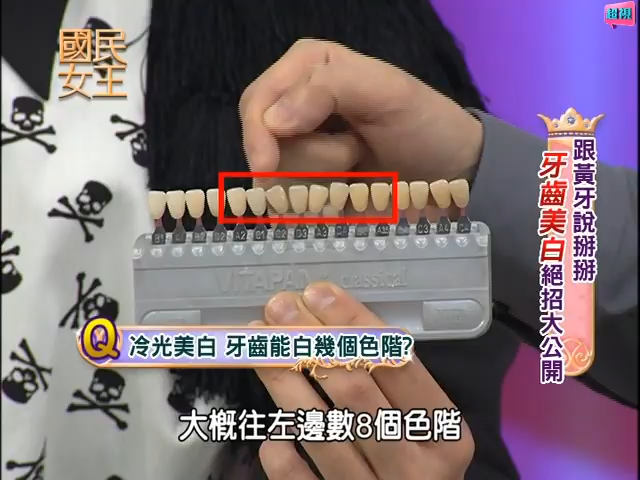 國民
女王
超視
跟黃牙說掰掰
牙齒美白絕招大公開
VITAPAN classical
Q 冷光美白 牙齒能白幾個色階?
大概往左邊數8個色階